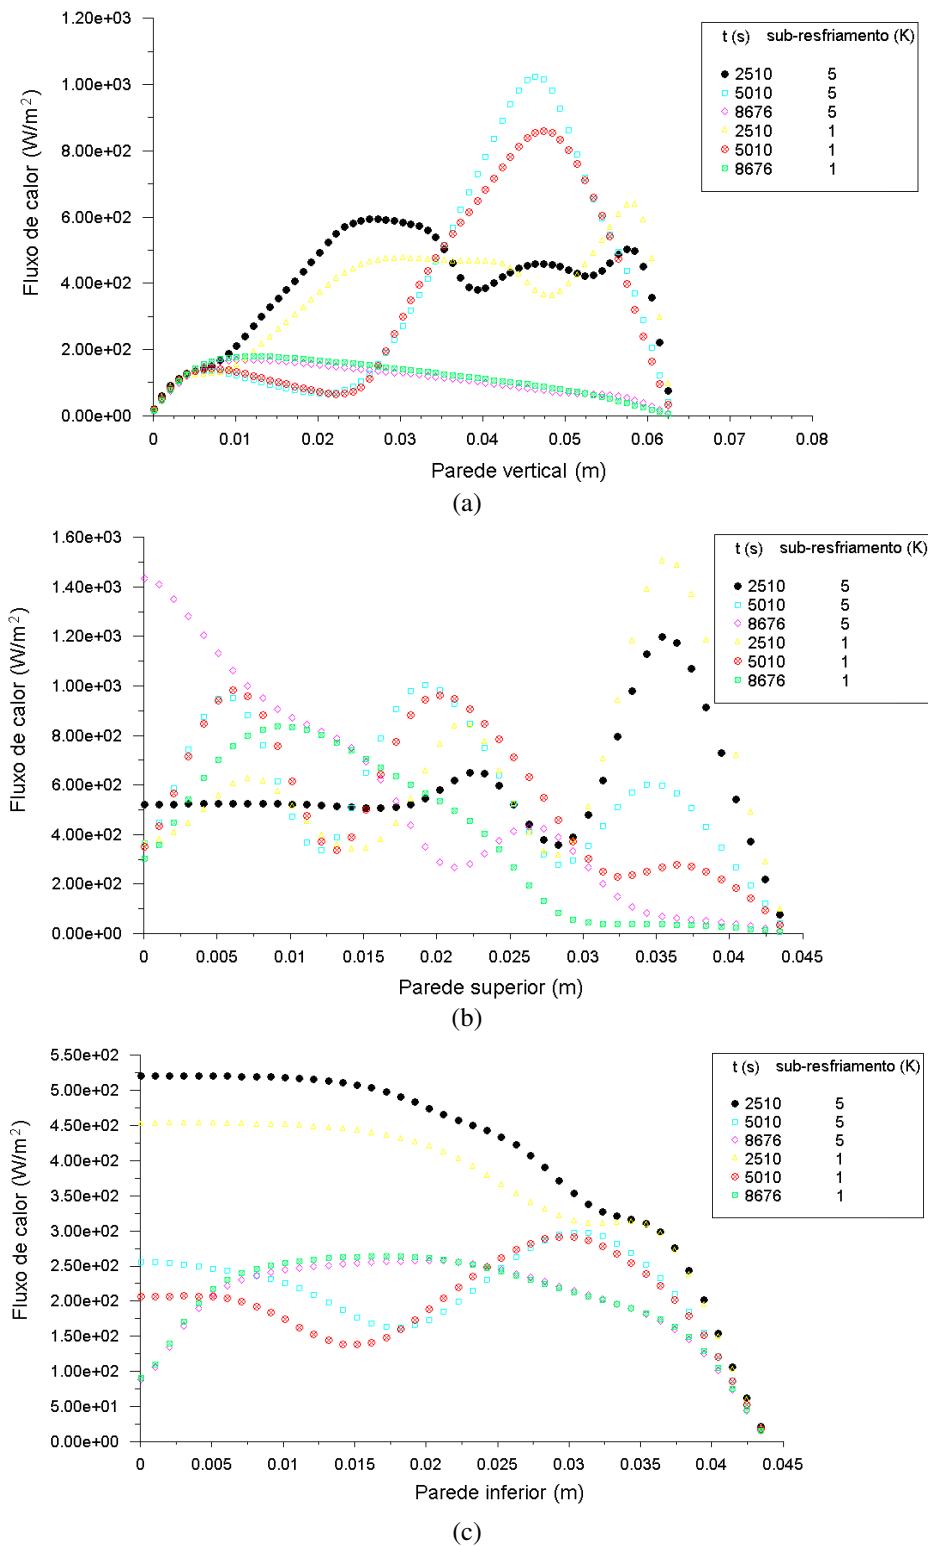 1.20e+03
1.00e+03
8.00e+02
6.00e+02
4.00e+02
2.00e+02
0.00e+00
Fluxo de calor (W/m²)
0 0.01 0.02 0.03 0.04 0.05 0.06 0.07 0.08
Parede vertical (m)
t (s) sub-resfriamento (K)
2510 5
5010 5
8676 5
2510 1
5010 1
8676 1
(a)
1.60e+03
1.40e+03
1.20e+03
1.00e+03
8.00e+02
6.00e+02
4.00e+02
2.00e+02
0.00e+00
Fluxo de calor (W/m²)
0 0.005 0.01 0.015 0.02 0.025 0.03 0.035 0.04 0.045
Parede superior (m)
t (s) sub-resfriamento (K)
2510 5
5010 5
8676 5
2510 1
5010 1
8676 1
(b)
5.50e+02
5.00e+02
4.50e+02
4.00e+02
3.50e+02
3.00e+02
2.50e+02
2.00e+02
1.50e+02
1.00e+02
5.00e+01
0.00e+00
Fluxo de calor (W/m²)
0 0.005 0.01 0.015 0.02 0.025 0.03 0.035 0.04 0.045
Parede inferior (m)
t (s) sub-resfriamento (K)
2510 5
5010 5
8676 5
2510 1
5010 1
8676 1
(c)